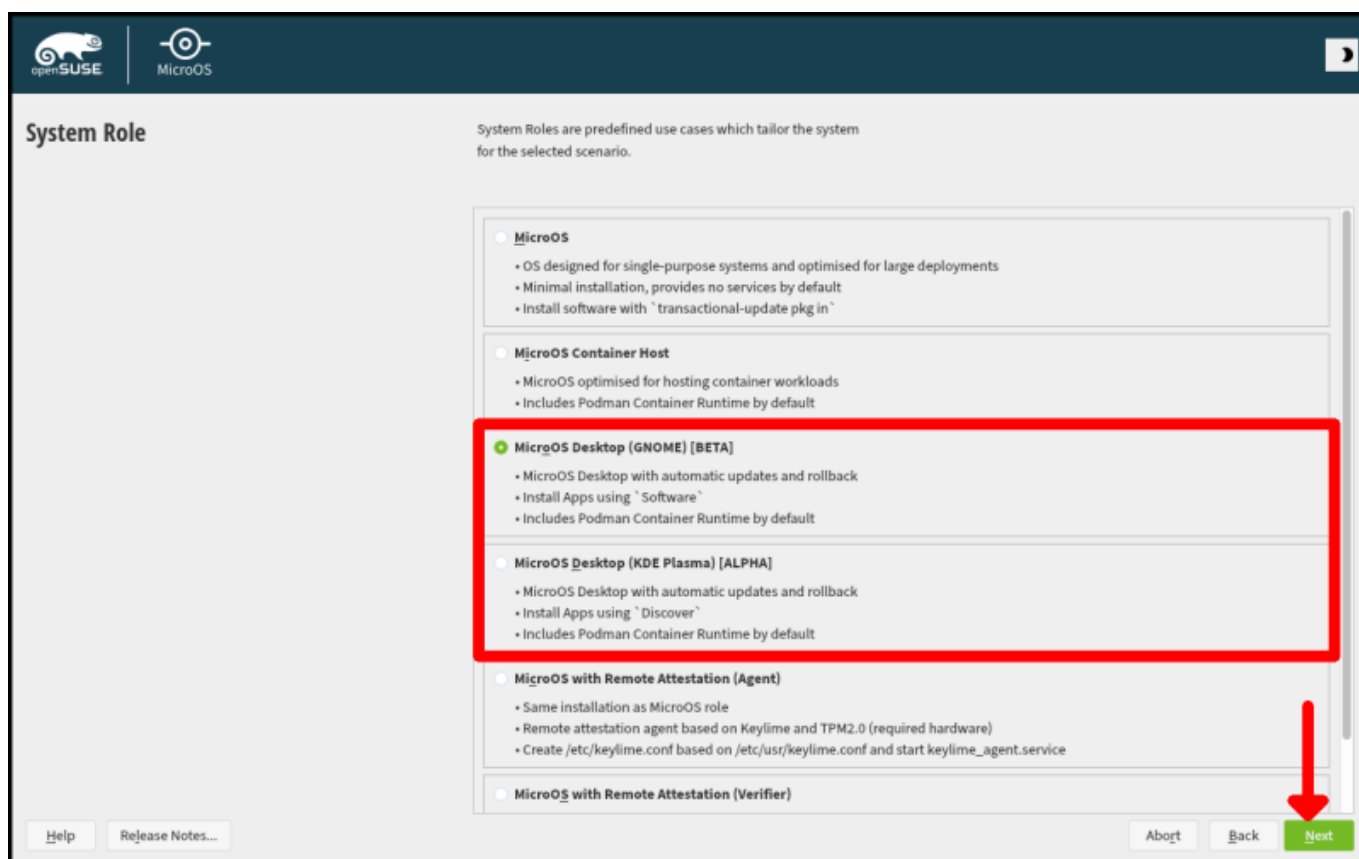 openSUSE
MicroOS
System Role
System Roles are predefined use cases which tailor the system
for the selected scenario.
MicroOS
• OS designed for single-purpose systems and optimised for large deployments
• Minimal installation, provides no services by default
• Install software with `transactional-update pkg in`
MicroOS Container Host
• MicroOS optimised for hosting container workloads
• Includes Podman Container Runtime by default
MicroOS Desktop (GNOME) [BETA]
• MicroOS Desktop with automatic updates and rollback
• Install Apps using `Software`
• Includes Podman Container Runtime by default
MicroOS Desktop (KDE Plasma) [ALPHA]
• MicroOS Desktop with automatic updates and rollback
• Install Apps using `Discover`
• Includes Podman Container Runtime by default
MicroOS with Remote Attestation (Agent)
• Same installation as MicroOS role
• Remote attestation agent based on Keylime and TPM2.0 (required hardware)
• Create /etc/keylime.conf based on /etc/usr/keylime.conf and start keylime_agent.service
MicroOS with Remote Attestation (Verifier)
Help
Release Notes...
Abort
Back
Next